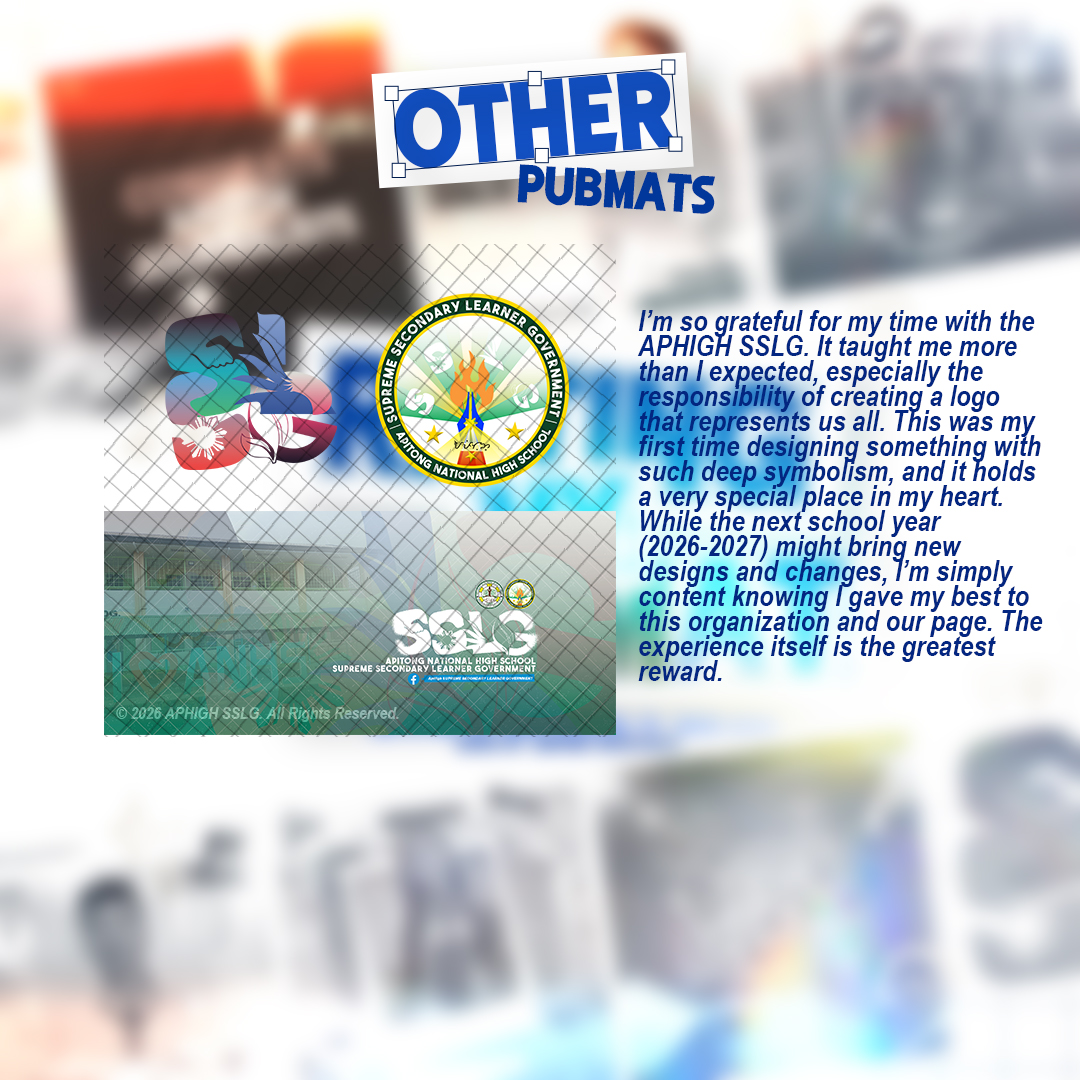 OTHER
PUBMATS
SUPREME SECONDARY LEARNER GOVERNMENT
APITONG NATIONAL HIGH SCHOOL
I’m so grateful for my time with the
APHIGH SSLG. It taught me more
than I expected, especially the
responsibility of creating a logo
that represents us all. This was my
first time designing something with
such deep symbolism, and it holds
a very special place in my heart.
While the next school year
(2026-2027) might bring new
designs and changes, I’m simply
content knowing I gave my best to
this organization and our page. The
experience itself is the greatest
reward.
SSLG
APITONG NATIONAL HIGH SCHOOL
SUPREME SECONDARY LEARNER GOVERNMENT
© 2026 APHIGH SSLG. All Rights Reserved.